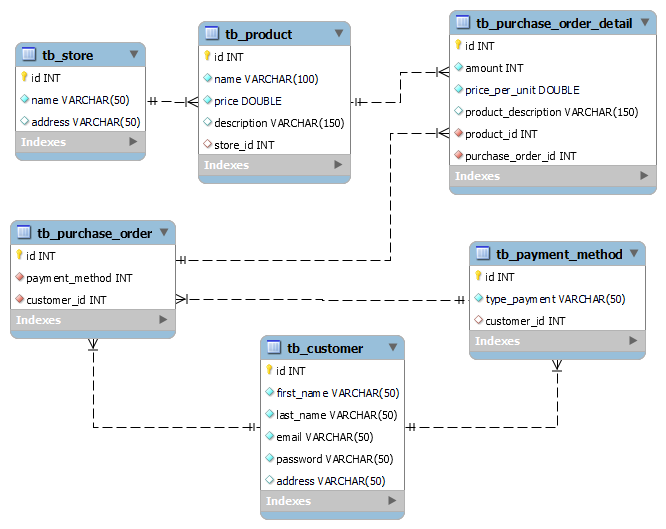 tb_store
id INT
name VARCHAR(50)
address VARCHAR(50)
Indexes
tb_product
id INT
name VARCHAR(100)
price DOUBLE
description VARCHAR(150)
store_id INT
Indexes
tb_purchase_order_detail
id INT
amount INT
price_per_unit DOUBLE
product_description VARCHAR(150)
product_id INT
purchase_order_id INT
Indexes
tb_purchase_order
id INT
payment_method INT
customer_id INT
Indexes
tb_payment_method
id INT
type_payment VARCHAR(50)
customer_id INT
Indexes
tb_customer
id INT
first_name VARCHAR(50)
last_name VARCHAR(50)
email VARCHAR(50)
password VARCHAR(50)
address VARCHAR(50)
Indexes